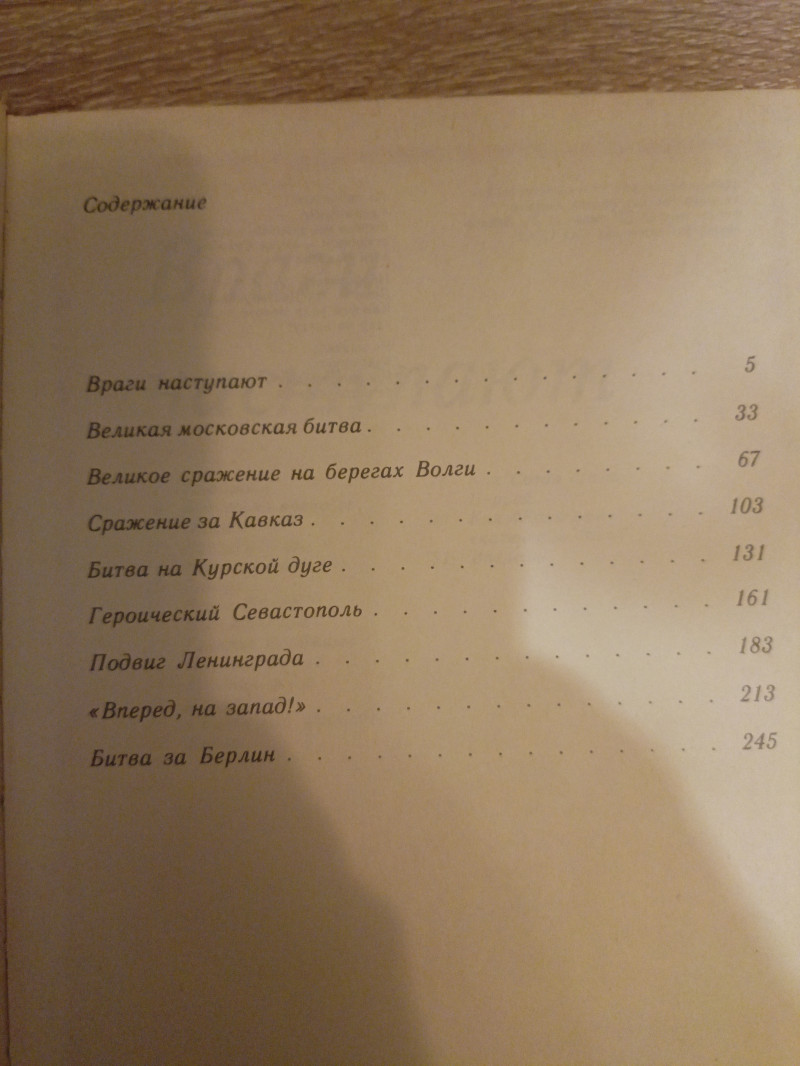 Содержание
Враги наступают . . . . . . . . . . . . . . . 5
Великая московская битва . . . . . . . . . . . . 33
Великое сражение на берегах Волги . . . . . . . . 67
Сражение за Кавказ . . . . . . . . . . . . . . 103
Битва на Курской дуге . . . . . . . . . . . . . 131
Героический Севастополь . . . . . . . . . . . . 161
Подвиг Ленинграда . . . . . . . . . . . . . . 183
«Вперед, на запад!» . . . . . . . . . . . . . . 213
Битва за Берлин . . . . . . . . . . . . . . . 245